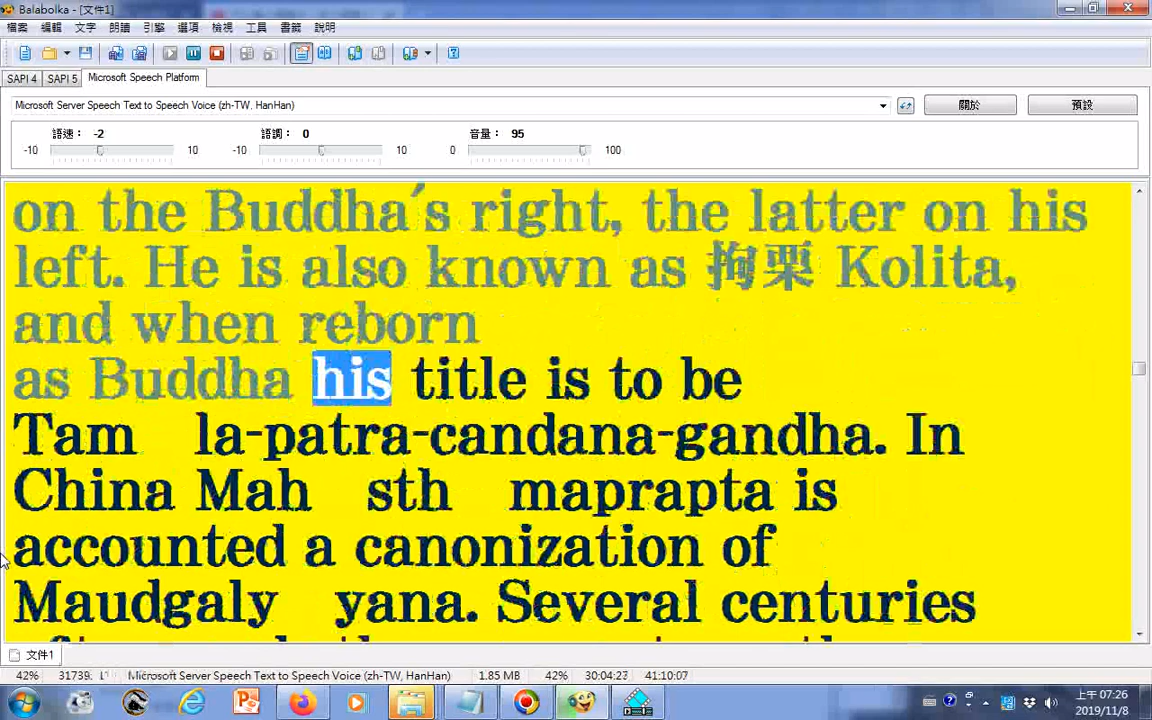 Balabolka - [文件1]
檔案 編輯 文字 朗讀 引擎 選項 檢視 工具 書籤 說明
SAPI 4 SAPI 5 Microsoft Speech Platform
Microsoft Server Speech Text to Speech Voice (zh-TW, HanHan) 關於 預設
語速： -2 語調： 0 音量： 95
-10 10 -10 10 0 100
on the Buddha's right, the latter on his
left. He is also known as 拘栗 Kolita,
and when reborn
as Buddha his title is to be
Tam la-patra-candana-gandha. In
China Mah sth maprapta is
accounted a canonization of
Maudgaly yana. Several centuries
文件1
42% Microsoft Server Speech Text to Speech Voice (zh-TW, HanHan) 1.85 MB 42% 30:04:23 41:10:07
上午 07:26
2019/11/8